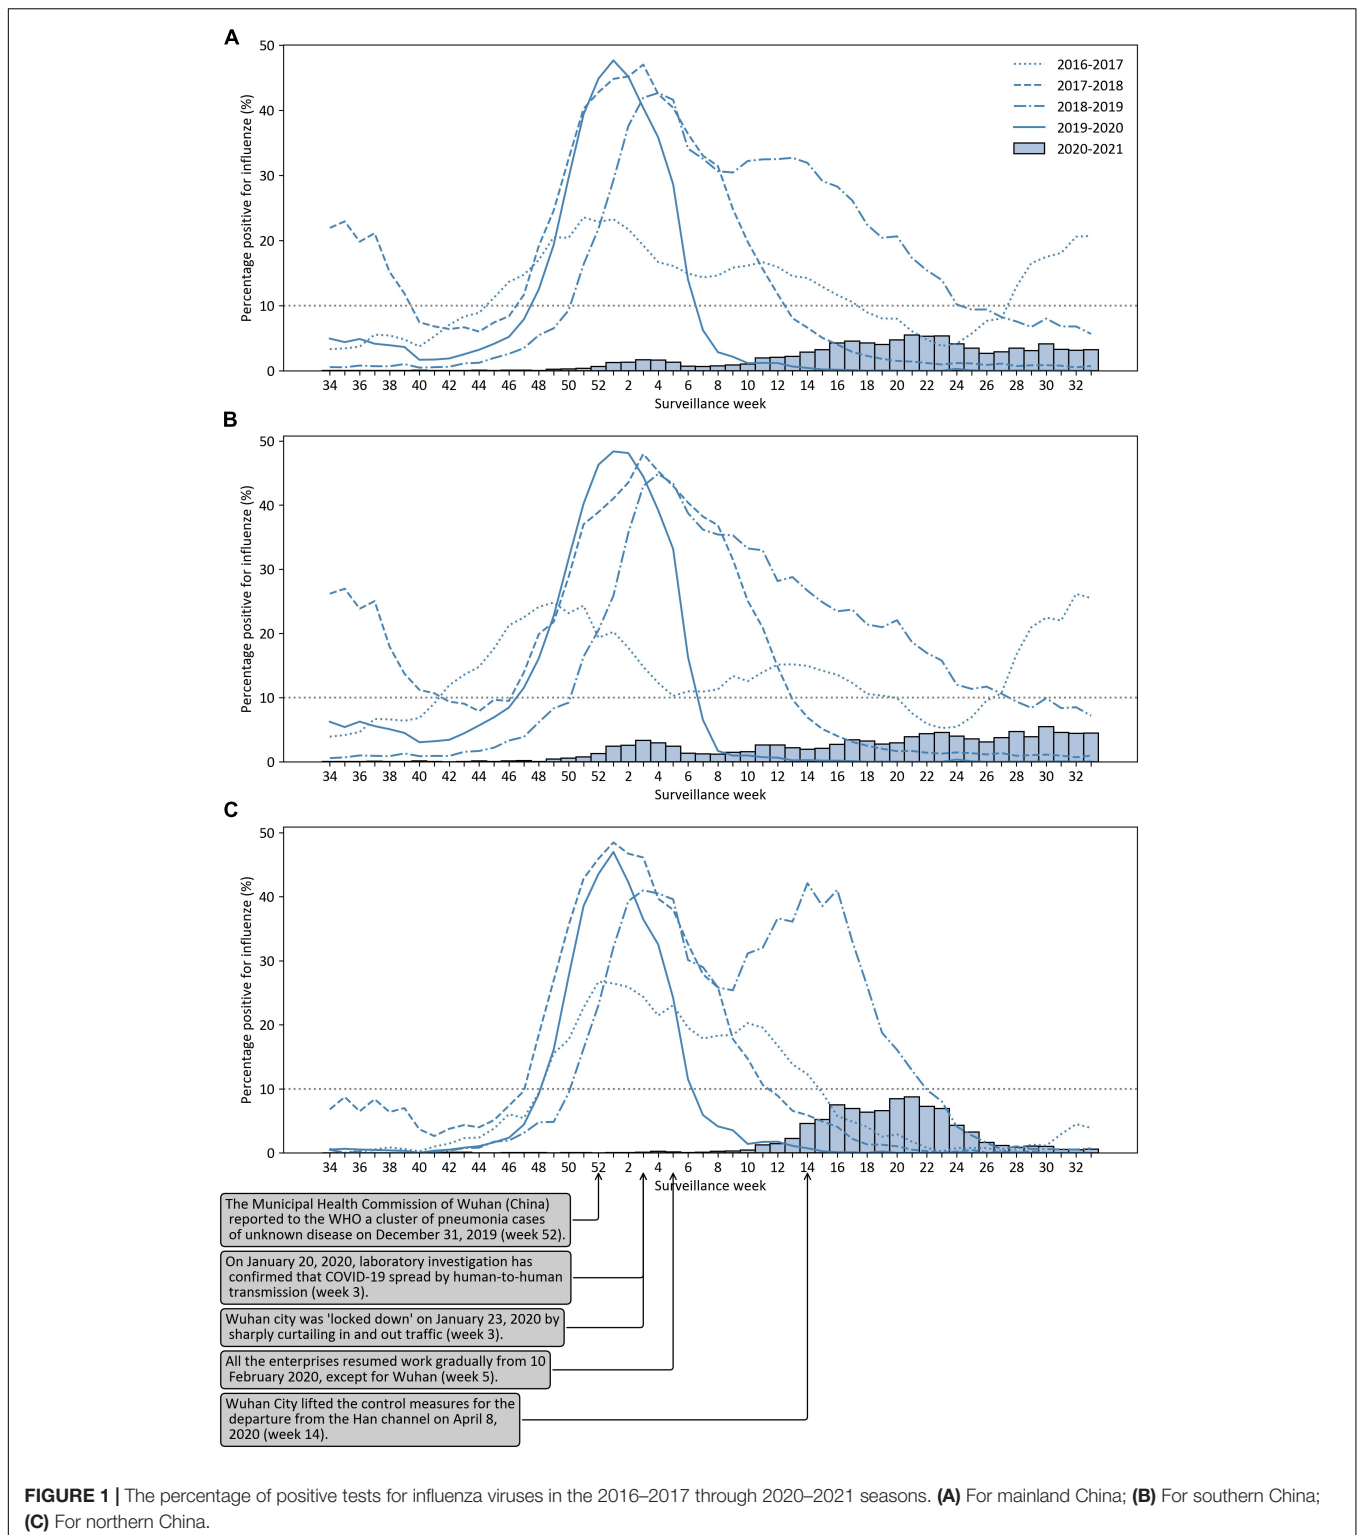 A
50
40
30
20
10
0
Percentage positive for influenze (%)
2016-2017
2017-2018
2018-2019
2019-2020
2020-2021
34 36 38 40 42 44 46 48 50 52 2 4 6 8 10 12 14 16 18 20 22 24 26 28 30 32
Surveillance week
B
50
40
30
20
10
0
Percentage positive for influenze (%)
34 36 38 40 42 44 46 48 50 52 2 4 6 8 10 12 14 16 18 20 22 24 26 28 30 32
Surveillance week
C
50
40
30
20
10
0
Percentage positive for influenze (%)
34 36 38 40 42 44 46 48 50 52 2 4 6 8 10 12 14 16 18 20 22 24 26 28 30 32
Surveillance week
The Municipal Health Commission of Wuhan (China)
reported to the WHO a cluster of pneumonia cases
of unknown disease on December 31, 2019 (week 52).
On January 20, 2020, laboratory investigation has
confirmed that COVID-19 spread by human-to-human
transmission (week 3).
Wuhan city was 'locked down' on January 23, 2020 by
sharply curtailing in and out traffic (week 3).
All the enterprises resumed work gradually from 10
February 2020, except for Wuhan (week 5).
Wuhan City lifted the control measures for the
departure from the Han channel on April 8,
2020 (week 14).
FIGURE 1 | The percentage of positive tests for influenza viruses in the 2016–2017 through 2020–2021 seasons. (A) For mainland China; (B) For southern China;
(C) For northern China.